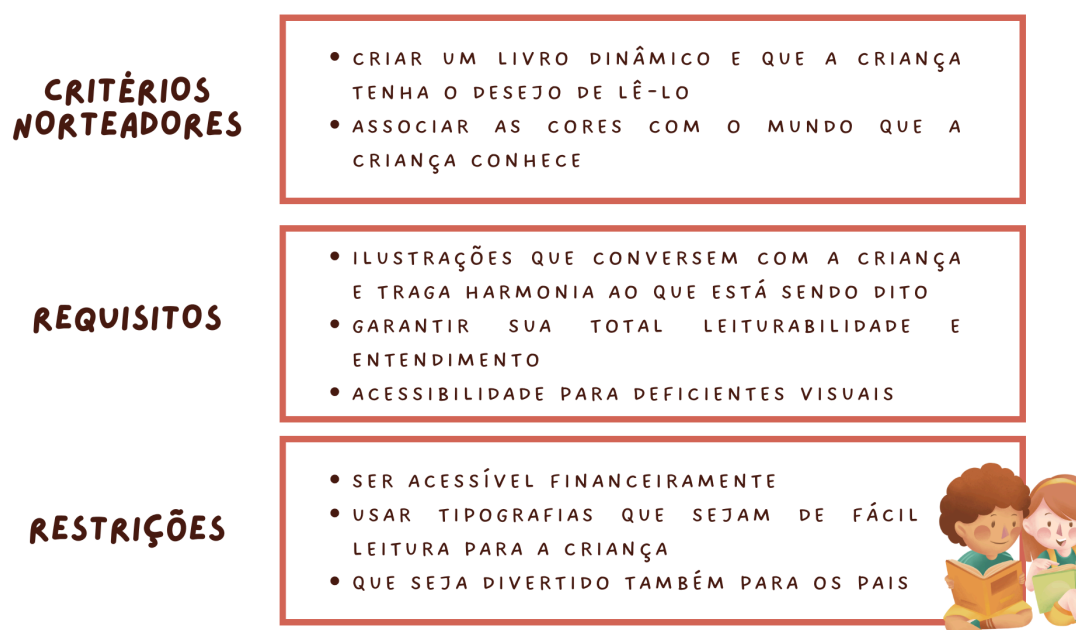 CRITÉRIOS
NORTEADORES
• CRIAR UM LIVRO DINÂMICO E QUE A CRIANÇA
TENHA O DESEJO DE LÊ-LO
• ASSOCIAR AS CORES COM O MUNDO QUE A
CRIANÇA CONHECE
REQUISITOS
• ILUSTRAÇÕES QUE CONVERSEM COM A CRIANÇA
E TRAGA HARMONIA AO QUE ESTÁ SENDO DITO
• GARANTIR SUA TOTAL LEITURABILIDADE E
ENTENDIMENTO
• ACESSIBILIDADE PARA DEFICIENTES VISUAIS
RESTRIÇÕES
• SER ACESSÍVEL FINANCEIRAMENTE
• USAR TIPOGRAFIAS QUE SEJAM DE FÁCIL
LEITURA PARA A CRIANÇA
• QUE SEJA DIVERTIDO TAMBÉM PARA OS PAIS